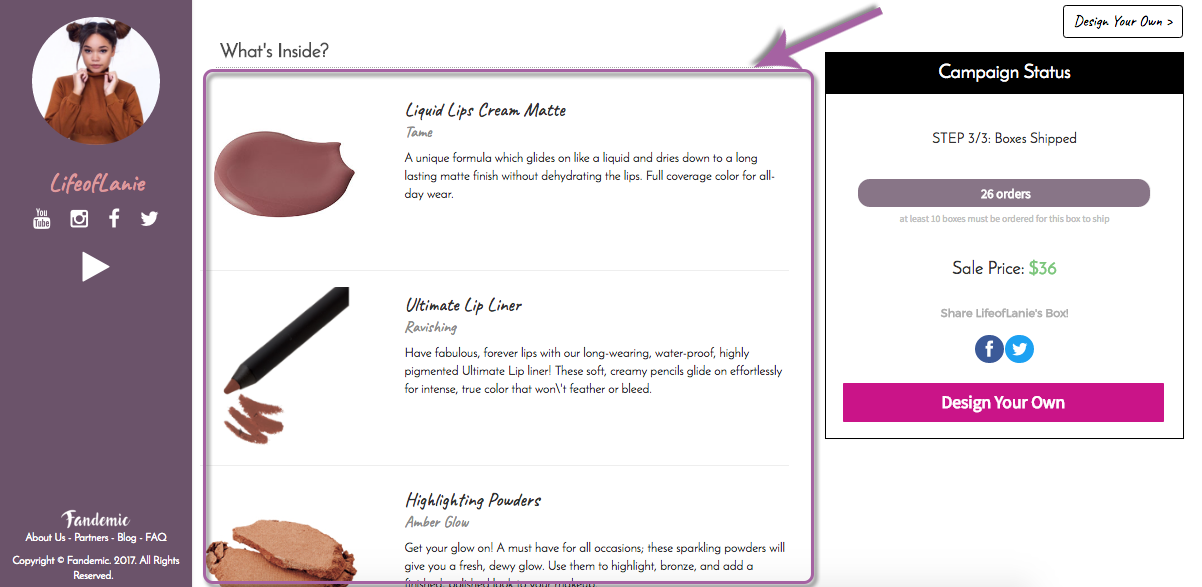 Design Your Own >
What's Inside?
Campaign Status
Liquid Lips Cream Matte
Tame
A unique formula which glides on like a liquid and dries down to a long
lasting matte finish without dehydrating the lips. Full coverage color for all-
day wear.
STEP 3/3: Boxes Shipped
26 orders
at least 10 boxes must be ordered for this box to ship
Sale Price: $36
Share LifeofLanie's Box!
Design Your Own
LifeofLanie
You
Tube
Ultimate Lip Liner
Ravishing
Have fabulous, forever lips with our long-wearing, water-proof, highly
pigmented Ultimate Lip liner! These soft, creamy pencils glide on effortlessly
for intense, true color that won\'t feather or bleed.
Highlighting Powders
Amber Glow
Get your glow on! A must have for all occasions; these sparkling powders will
give you a fresh, dewy glow. Use them to highlight, bronze, and add a
finished, polished look to your makeup.
Fandemic
About Us - Partners - Blog - FAQ
Copyright © Fandemic. 2017. All Rights
Reserved.